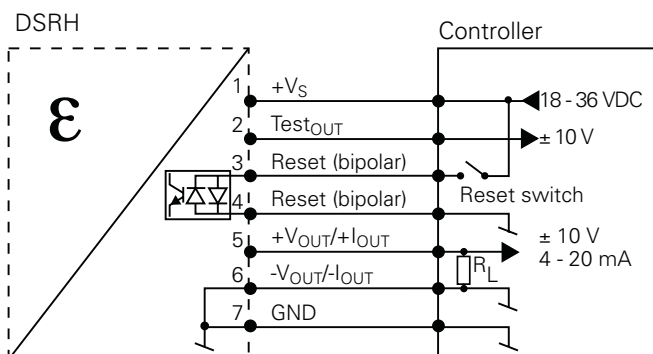 DSRH
Controller
ε
1 +VS 18 - 36 VDC
2 TestOUT ± 10 V
3 Reset (bipolar)
Reset switch
4 Reset (bipolar)
5 +VOUT/+IOUT ± 10 V
4 - 20 mA
RL
6 -VOUT/-IOUT
7 GND